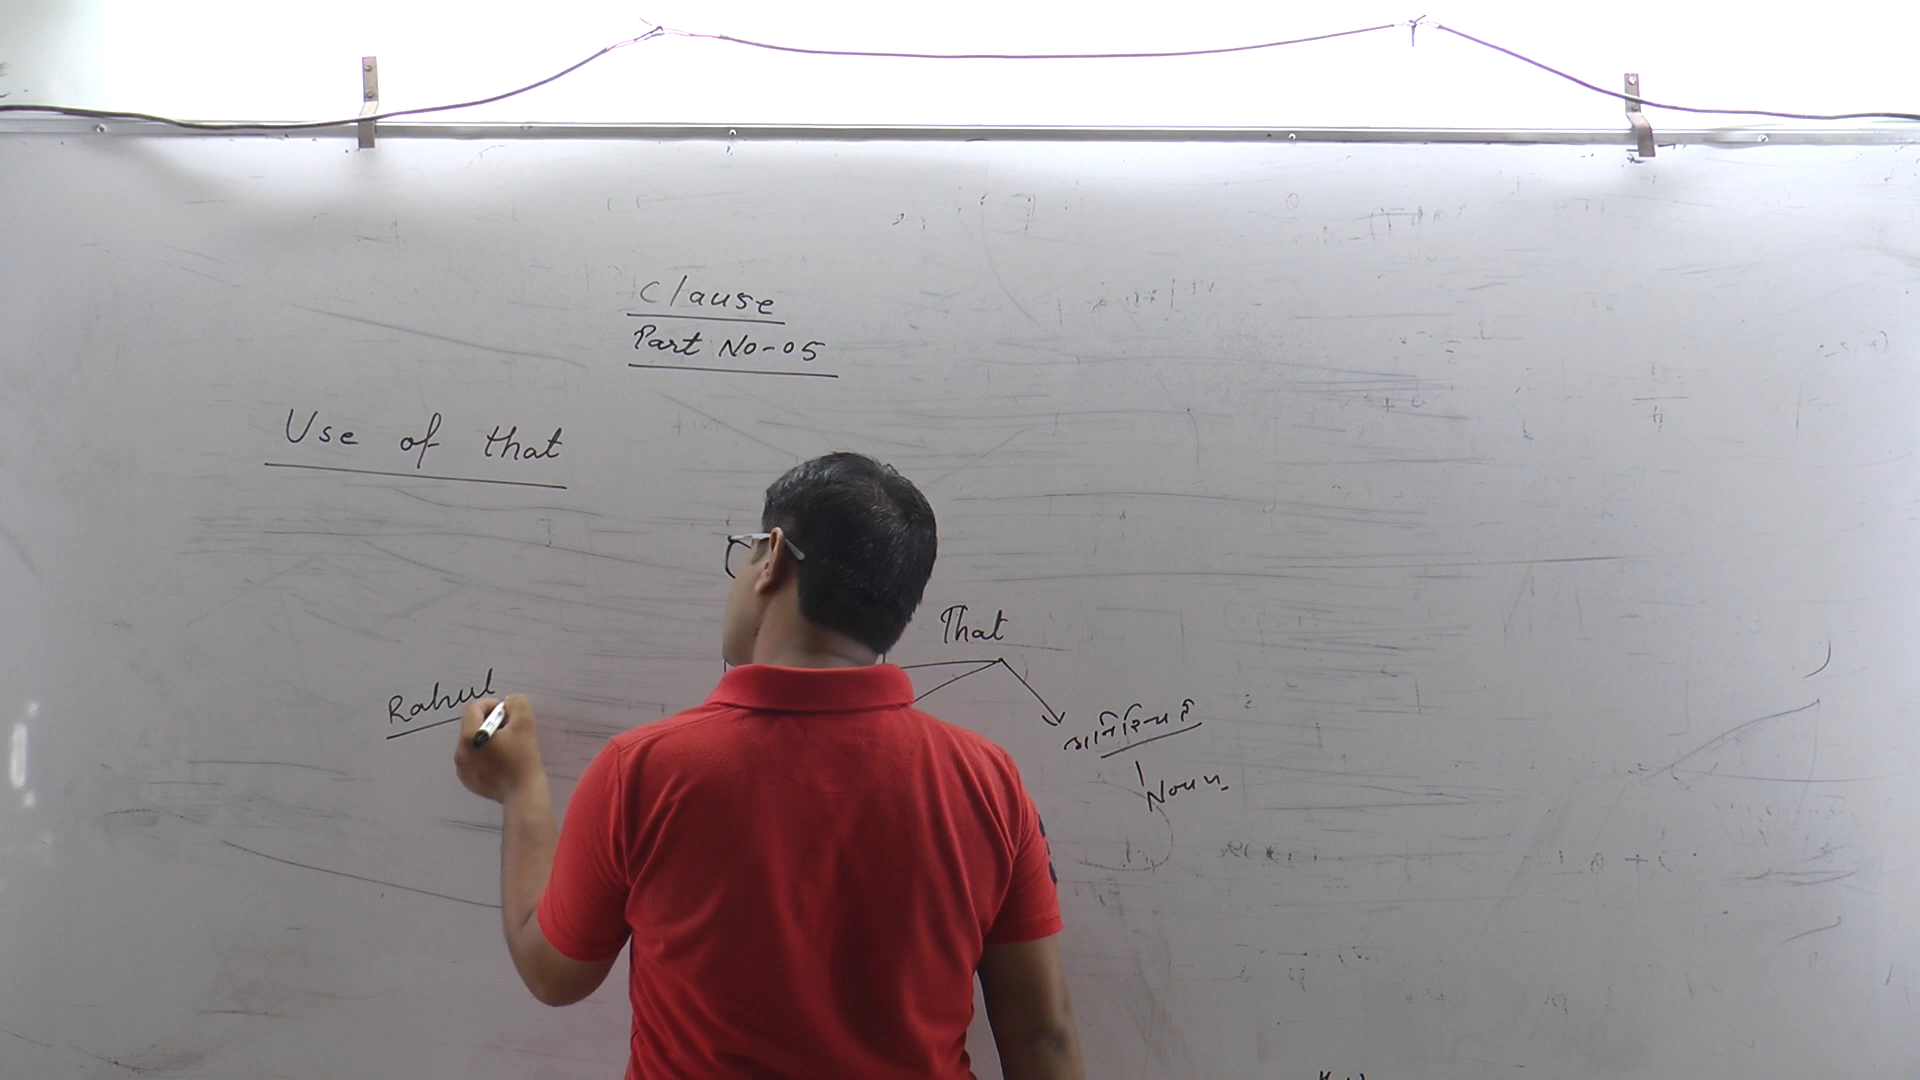 Clause
Part No-05
Use of that
That
Rahul
Noun